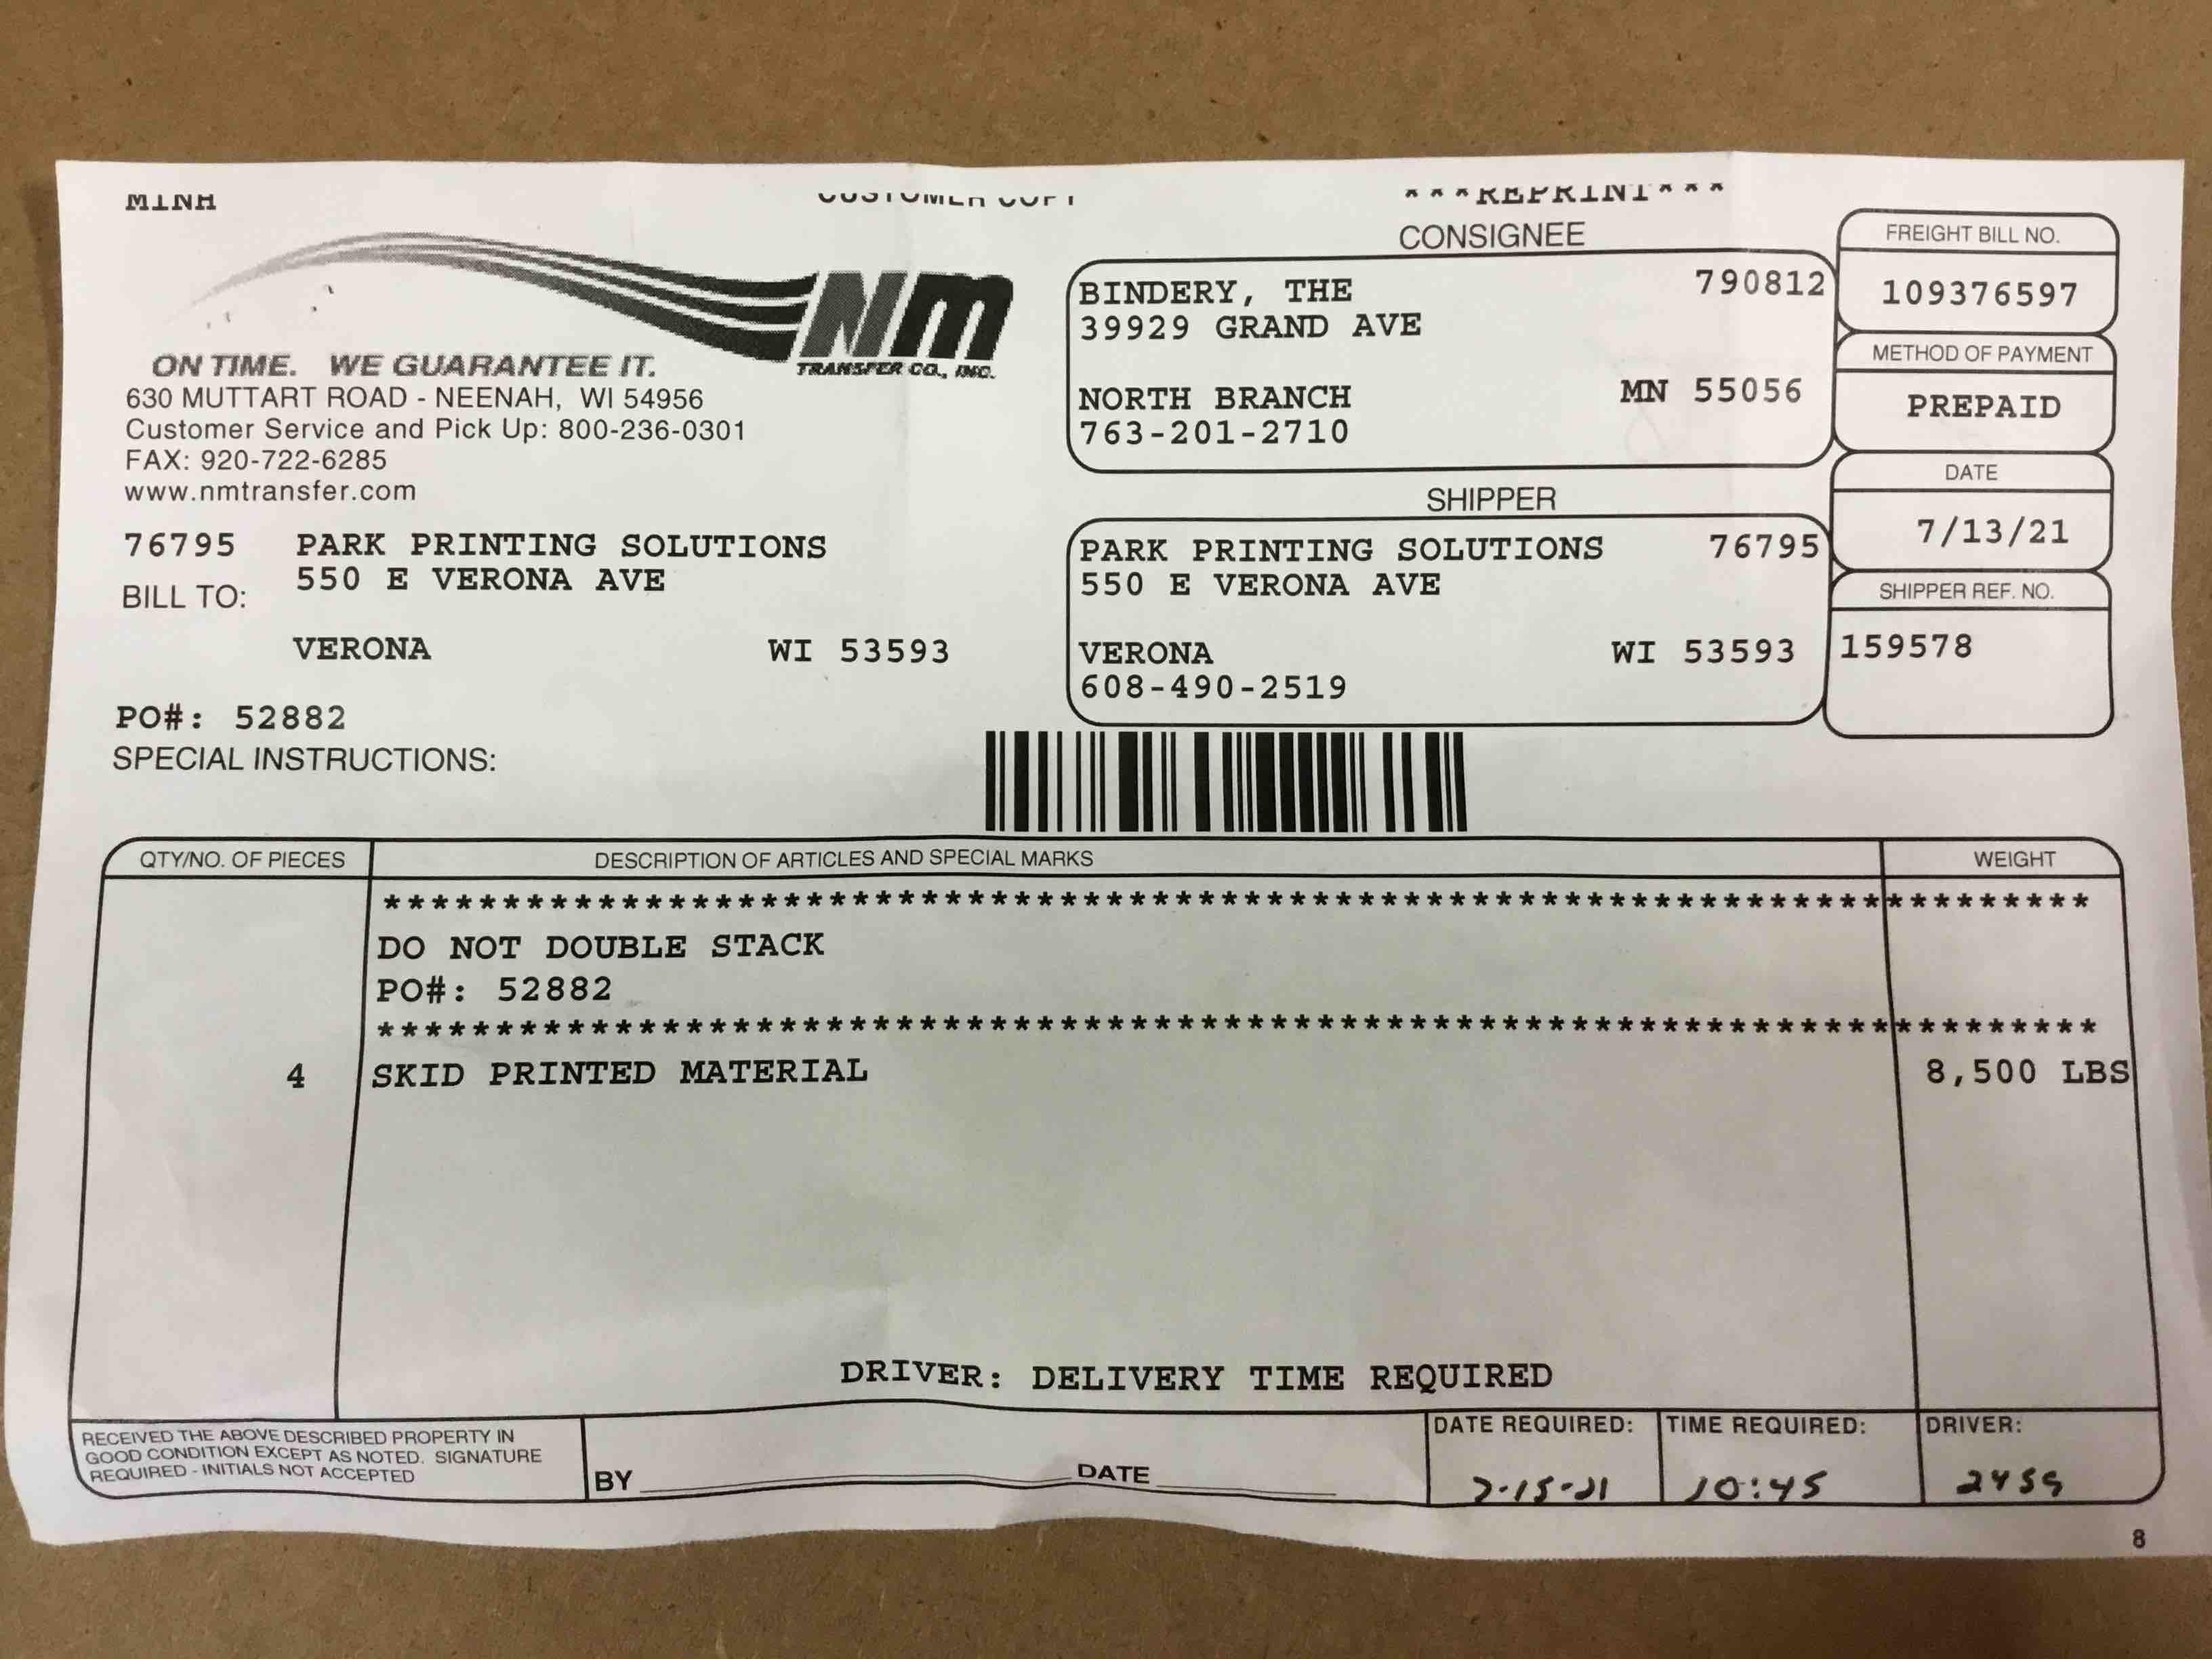 MINH
CUSTOMER COPY
***REPRINT***
NM
TRANSFER CO., INC.
ON TIME. WE GUARANTEE IT.
630 MUTTART ROAD - NEENAH, WI 54956
Customer Service and Pick Up: 800-236-0301
FAX: 920-722-6285
www.nmtransfer.com
76795 PARK PRINTING SOLUTIONS
BILL TO: 550 E VERONA AVE
VERONA WI 53593
PO#: 52882
SPECIAL INSTRUCTIONS:
CONSIGNEE
BINDERY, THE 790812
39929 GRAND AVE
NORTH BRANCH MN 55056
763-201-2710
SHIPPER
PARK PRINTING SOLUTIONS 76795
550 E VERONA AVE
VERONA WI 53593
608-490-2519
FREIGHT BILL NO.
109376597
METHOD OF PAYMENT
PREPAID
DATE
7/13/21
SHIPPER REF. NO.
159578
QTY/NO. OF PIECES DESCRIPTION OF ARTICLES AND SPECIAL MARKS WEIGHT
***************************************************************************
DO NOT DOUBLE STACK
PO#: 52882
***************************************************************************
4 SKID PRINTED MATERIAL 8,500 LBS
DRIVER: DELIVERY TIME REQUIRED
RECEIVED THE ABOVE DESCRIBED PROPERTY IN
GOOD CONDITION EXCEPT AS NOTED. SIGNATURE
REQUIRED - INITIALS NOT ACCEPTED
BY DATE
DATE REQUIRED: TIME REQUIRED: DRIVER:
7-15-21 10:45 2459
8